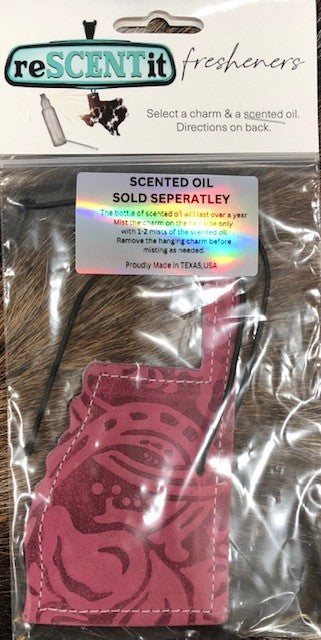 reSCENTit fresheners
Select a charm & a scented oil.
Directions on back.
SCENTED OIL
SOLD SEPERATLEY
The bottle of scented oil will last over a year
Mist the charm on the hair side only
with 1-2 mists of the scented oil.
Remove the hanging charm before
misting as needed.
Proudly Made in TEXAS,USA